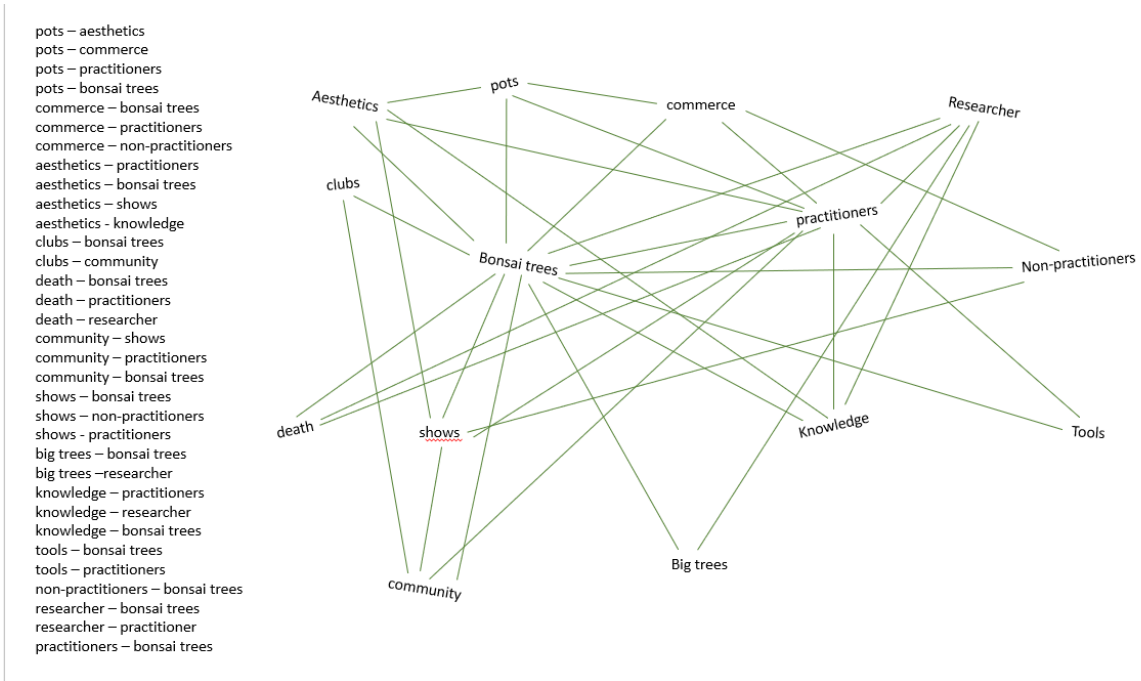 pots – aesthetics
pots – commerce
pots – practitioners
pots – bonsai trees
commerce – bonsai trees
commerce – practitioners
commerce – non-practitioners
aesthetics – practitioners
aesthetics – bonsai trees
aesthetics – shows
aesthetics - knowledge
clubs – bonsai trees
clubs – community
death – bonsai trees
death – practitioners
death – researcher
community – shows
community – practitioners
community – bonsai trees
shows – bonsai trees
shows – non-practitioners
shows - practitioners
big trees – bonsai trees
big trees –researcher
knowledge – practitioners
knowledge – researcher
knowledge – bonsai trees
tools – bonsai trees
tools – practitioners
non-practitioners – bonsai trees
researcher – bonsai trees
researcher – practitioner
practitioners – bonsai trees
Aesthetics
pots
commerce
Researcher
clubs
practitioners
Bonsai trees
Non-practitioners
death
shows
Knowledge
Tools
community
Big trees